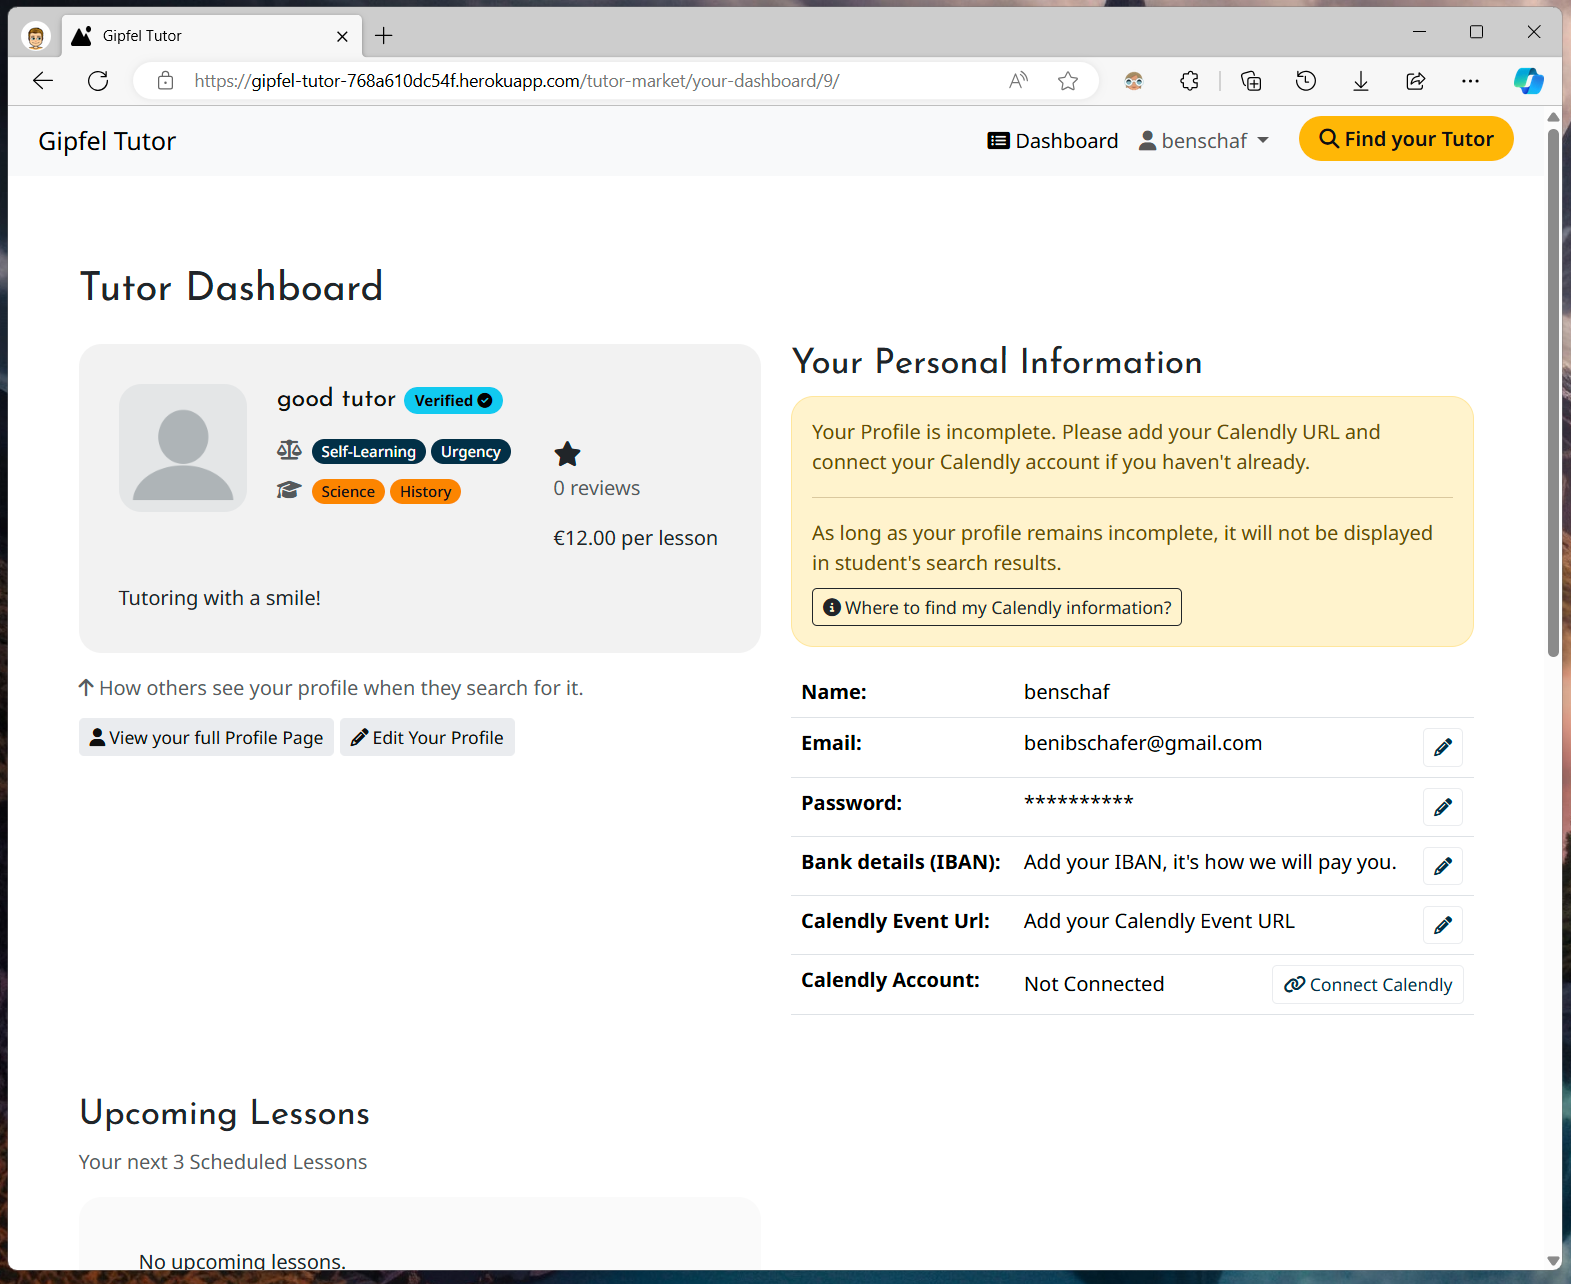 Gipfel Tutor
https://gipfel-tutor-768a610dc54f.herokuapp.com/tutor-market/your-dashboard/9/
Gipfel Tutor
Dashboard
benschaf
Find your Tutor
Tutor Dashboard
good tutor
Verified
Self-Learning
Urgency
Science
History
0 reviews
€12.00 per lesson
Tutoring with a smile!
How others see your profile when they search for it.
View your full Profile Page
Edit Your Profile
Your Personal Information
Your Profile is incomplete. Please add your Calendly URL and
connect your Calendly account if you haven't already.
As long as your profile remains incomplete, it will not be displayed
in student's search results.
Where to find my Calendly information?
Name: benschaf
Email: benibschafer@gmail.com
Password: **********
Bank details (IBAN): Add your IBAN, it's how we will pay you.
Calendly Event Url: Add your Calendly Event URL
Calendly Account: Not Connected
Connect Calendly
Upcoming Lessons
Your next 3 Scheduled Lessons
No upcoming lessons.